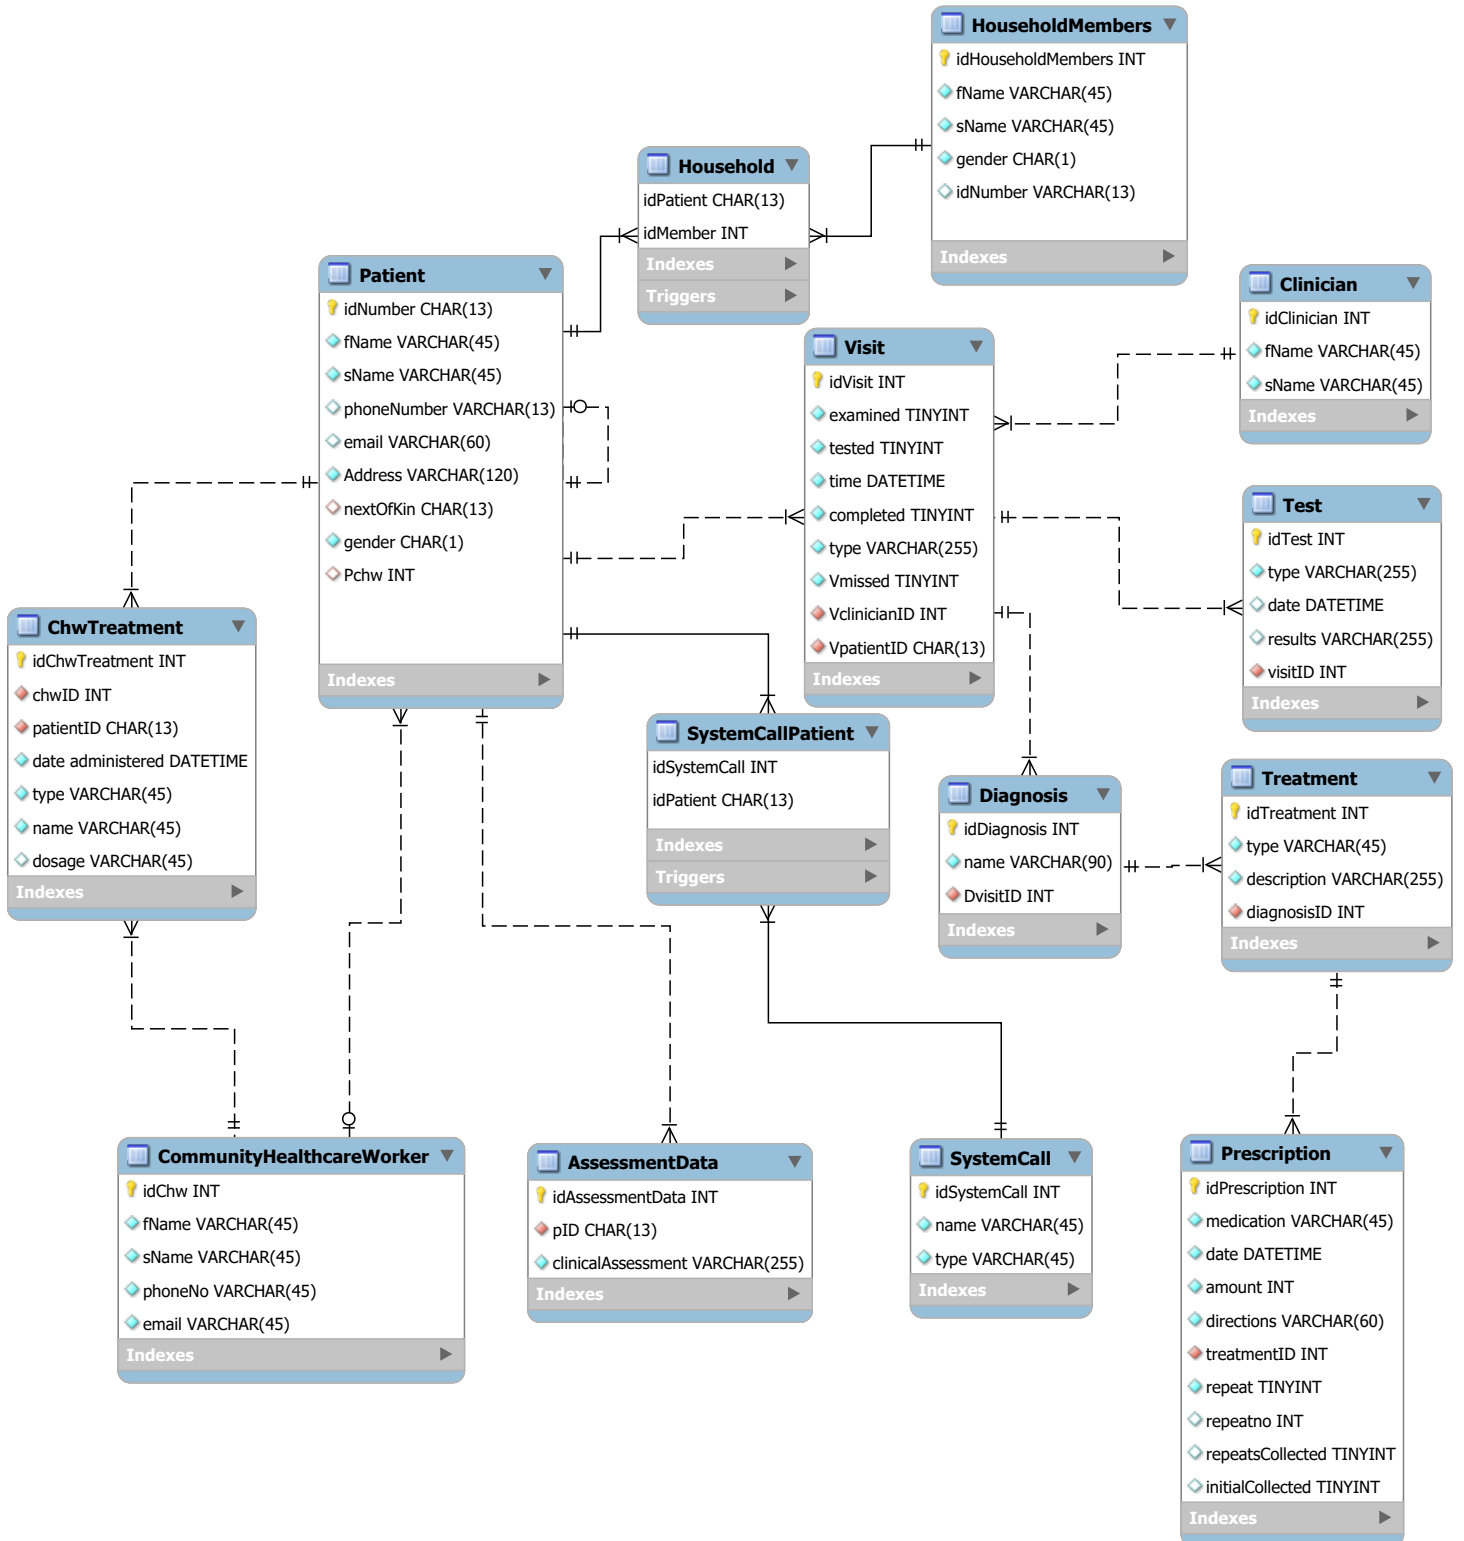 HouseholdMembers
idHouseholdMembers INT
fName VARCHAR(45)
sName VARCHAR(45)
gender CHAR(1)
idNumber VARCHAR(13)
Indexes
Household
idPatient CHAR(13)
idMember INT
Indexes
Triggers
Patient
idNumber CHAR(13)
fName VARCHAR(45)
sName VARCHAR(45)
phoneNumber VARCHAR(13)
email VARCHAR(60)
Address VARCHAR(120)
nextOfKin CHAR(13)
gender CHAR(1)
Pchw INT
Indexes
Clinician
idClinician INT
fName VARCHAR(45)
sName VARCHAR(45)
Indexes
Visit
idVisit INT
examined TINYINT
tested TINYINT
time DATETIME
completed TINYINT
type VARCHAR(255)
Vmissed TINYINT
VclinicianID INT
VpatientID CHAR(13)
Indexes
Test
idTest INT
type VARCHAR(255)
date DATETIME
results VARCHAR(255)
visitID INT
Indexes
ChwTreatment
idChwTreatment INT
chwID INT
patientID CHAR(13)
date administered DATETIME
type VARCHAR(45)
name VARCHAR(45)
dosage VARCHAR(45)
Indexes
SystemCallPatient
idSystemCall INT
idPatient CHAR(13)
Indexes
Triggers
Diagnosis
idDiagnosis INT
name VARCHAR(90)
DvisitID INT
Indexes
Treatment
idTreatment INT
type VARCHAR(45)
description VARCHAR(255)
diagnosisID INT
Indexes
CommunityHealthcareWorker
idChw INT
fName VARCHAR(45)
sName VARCHAR(45)
phoneNo VARCHAR(45)
email VARCHAR(45)
Indexes
AssessmentData
idAssessmentData INT
pID CHAR(13)
clinicalAssessment VARCHAR(255)
Indexes
SystemCall
idSystemCall INT
name VARCHAR(45)
type VARCHAR(45)
Indexes
Prescription
idPrescription INT
medication VARCHAR(45)
date DATETIME
amount INT
directions VARCHAR(60)
treatmentID INT
repeat TINYINT
repeatno INT
repeatsCollected TINYINT
initialCollected TINYINT
Indexes